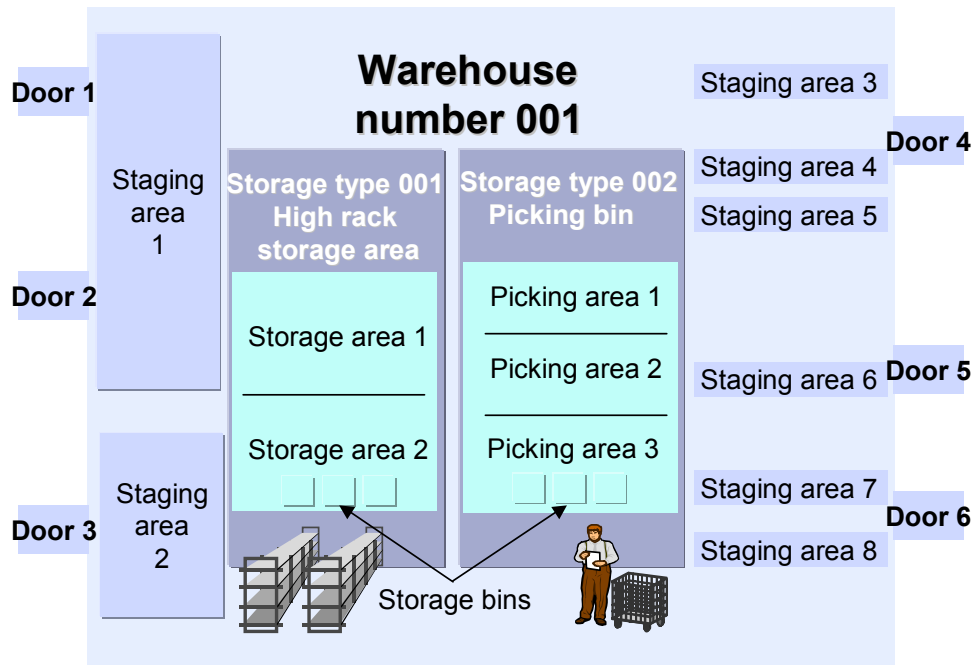 Warehouse
number 001
Door 1
Door 2
Door 3
Staging
area
1
Staging
area
2
Storage type 001
High rack
storage area
Storage area 1
Storage area 2
Storage type 002
Picking bin
Picking area 1
Picking area 2
Picking area 3
Storage bins
Staging area 3
Staging area 4
Staging area 5
Staging area 6
Staging area 7
Staging area 8
Door 4
Door 5
Door 6